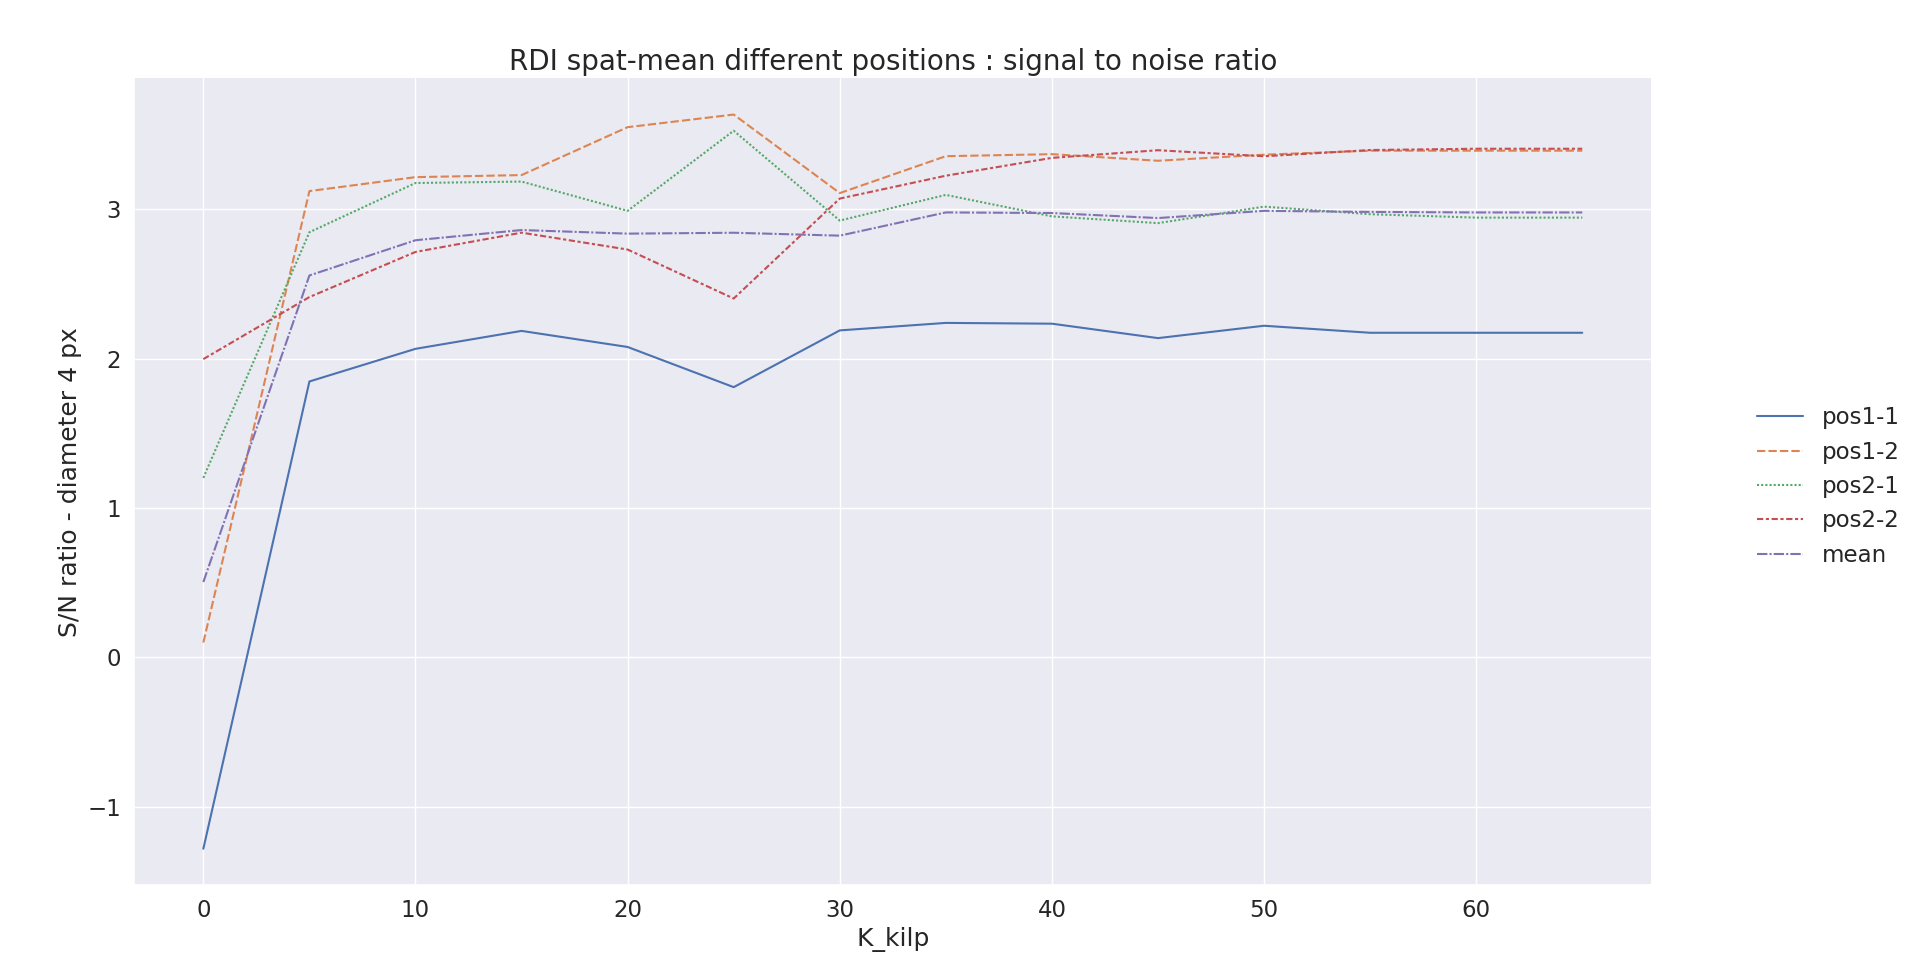 RDI spat-mean different positions : signal to noise ratio
S/N ratio - diameter 4 px
3
2
1
0
−1
0 10 20 30 40 50 60
K_kilp
pos1-1
pos1-2
pos2-1
pos2-2
mean